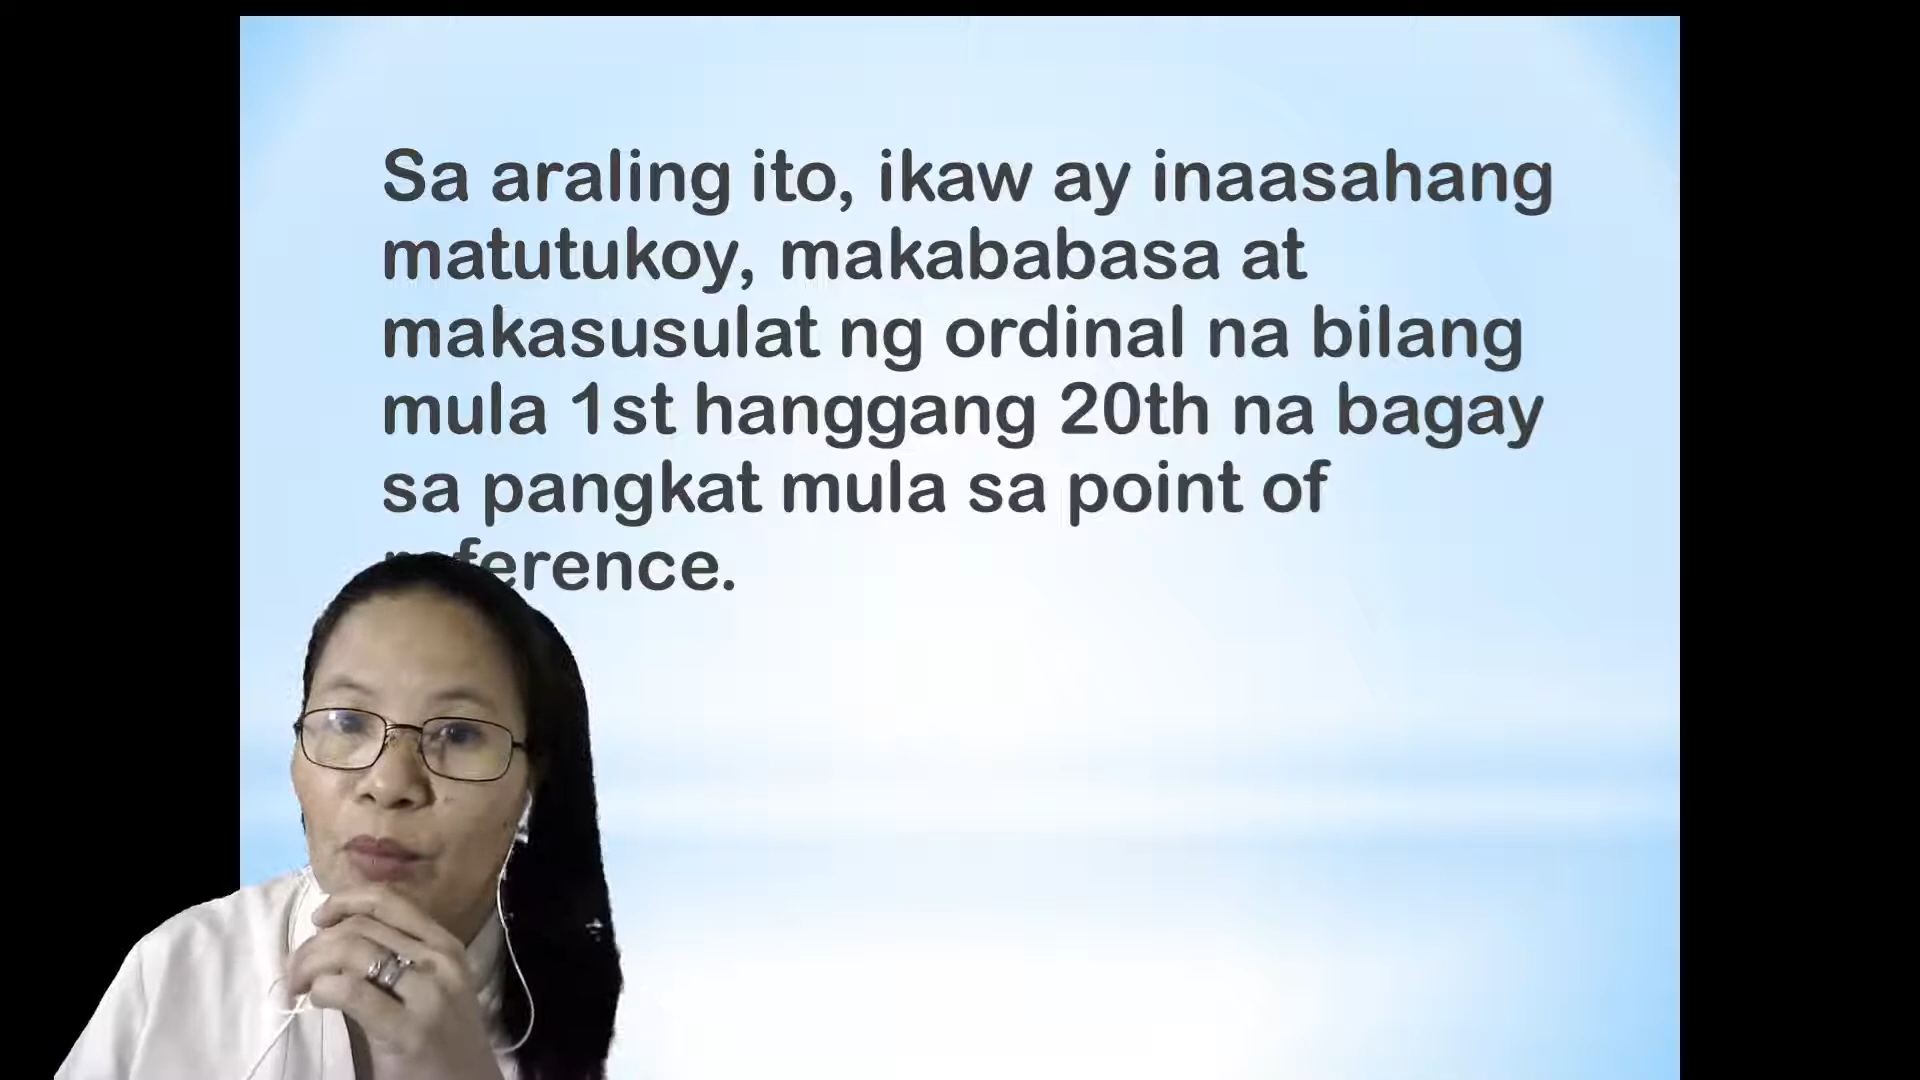 Sa araling ito, ikaw ay inaasahang
matutukoy, makababasa at
makasusulat ng ordinal na bilang
mula 1st hanggang 20th na bagay
sa pangkat mula sa point of
reference.